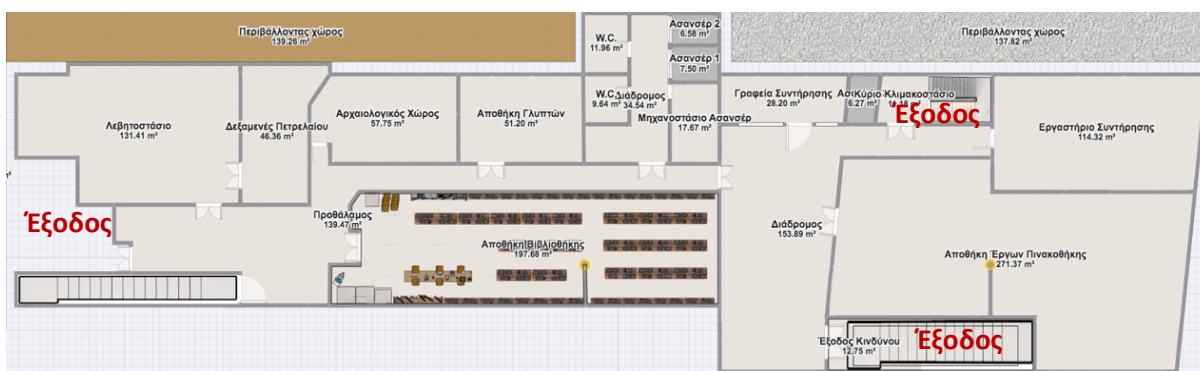 Περιβάλλοντας χώρος
139.26 m²
W.C.
11.96 m²
Ασανσέρ 2
6.58 m²
Ασανσέρ 1
7.50 m²
Περιβάλλοντας χώρος
137.82 m²
Λεβητοστάσιο
131.41 m²
Δεξαμενές Πετρελαίου
46.36 m²
Αρχαιολογικός Χώρος
57.75 m²
Αποθήκη Γλυπτών
51.20 m²
W.C.
9.64 m²
Διάδρομος
34.54 m²
Μηχανοστάσιο Ασανσέρ
17.67 m²
Γραφεία Συντήρησης
28.20 m²
6.27 m²
Κύριο Κλιμακοστάσιο
Έξοδος
Εργαστήριο Συντήρησης
114.32 m²
Έξοδος
Προθάλαμος
139.47 m²
Αποθήκη Βιβλιοθήκης
197.68 m²
Διάδρομος
153.89 m²
Αποθήκη Έργων Πινακοθήκης
271.37 m²
Έξοδος Κινδύνου
12.75 m²
Έξοδος